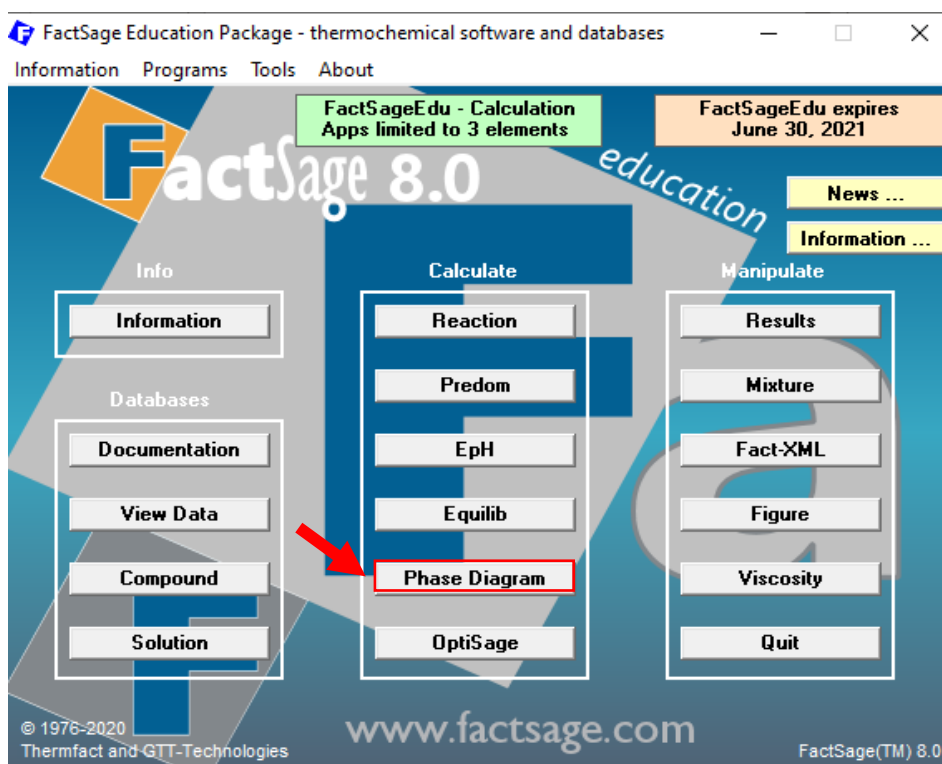 FactSage Education Package - thermochemical software and databases
Information Programs Tools About
FactSageEdu - Calculation
Apps limited to 3 elements
FactSageEdu expires
June 30, 2021
FactSage 8.0
education
News ...
Information ...
Info
Information
Databases
Documentation
View Data
Compound
Solution
Calculate
Reaction
Predom
EpH
Equilib
Phase Diagram
OptiSage
Manipulate
Results
Mixture
Fact-XML
Figure
Viscosity
Quit
© 1976-2020
Thermfact and GTT-Technologies
www.factsage.com
FactSage(TM) 8.0